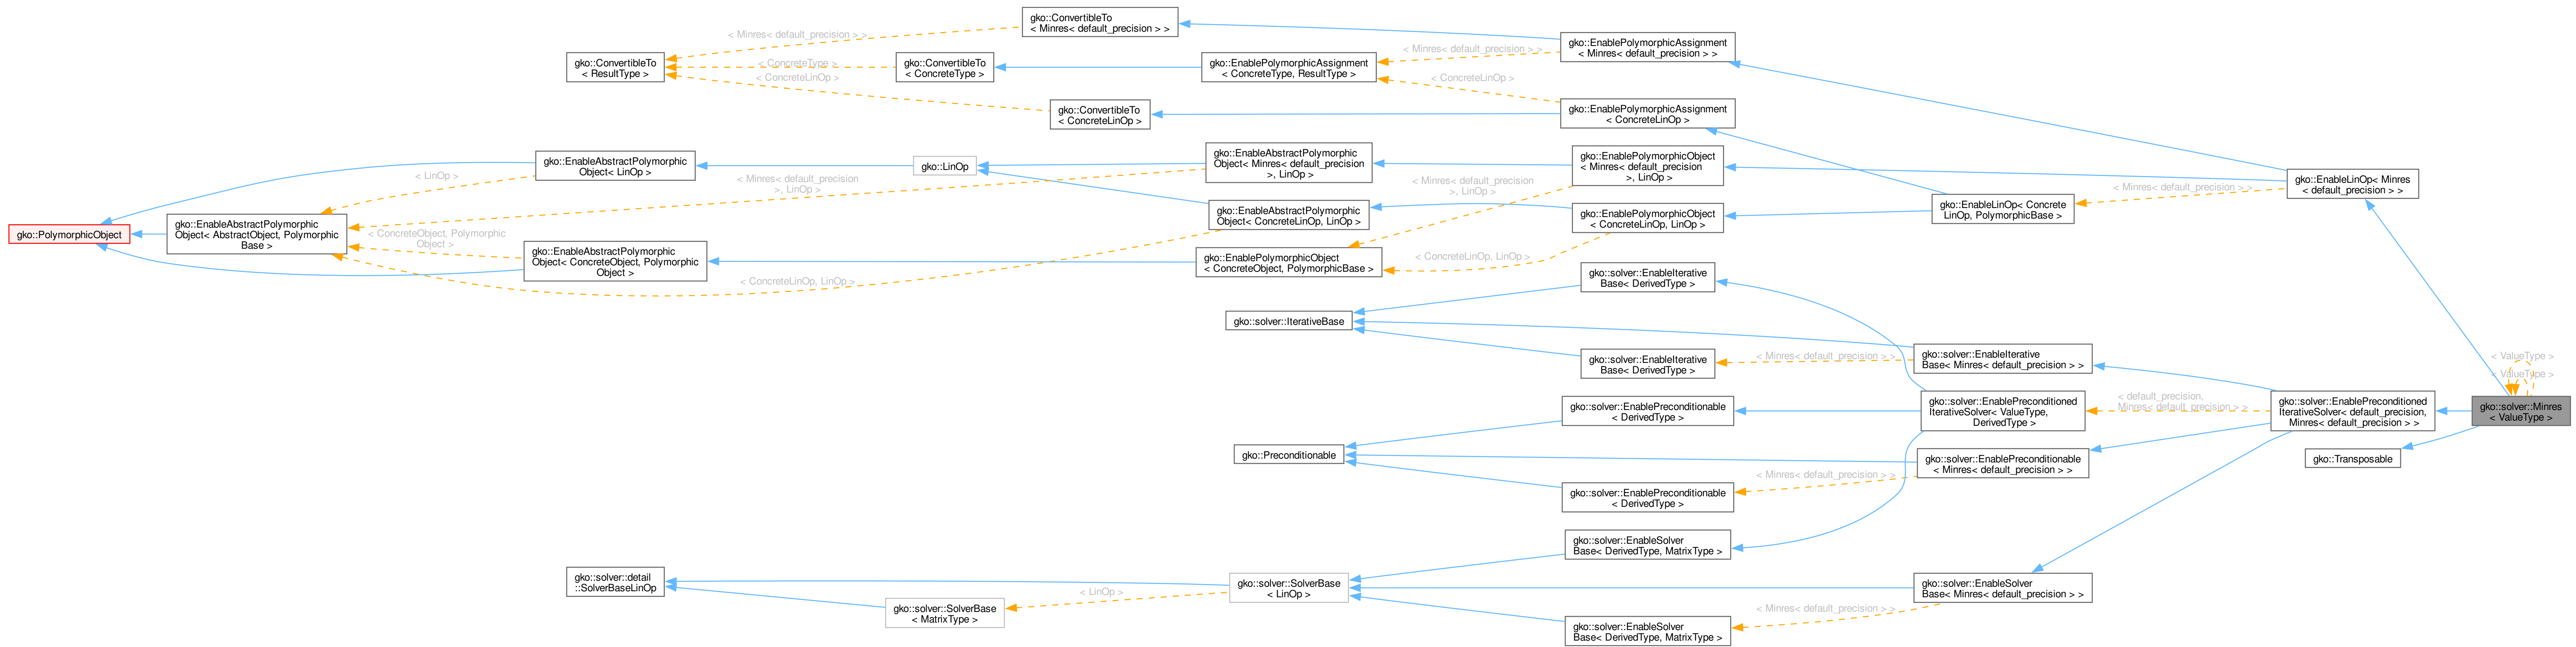 gko::ConvertibleTo
< Minres< default_precision > >
< Minres< default_precision > >
gko::EnablePolymorphicAssignment
< Minres< default_precision > >
< Minres< default_precision > >
gko::ConvertibleTo
< ResultType >
< ConcreteType >
gko::ConvertibleTo
< ConcreteType >
gko::EnablePolymorphicAssignment
< ConcreteType, ResultType >
< ConcreteLinOp >
< ConcreteLinOp >
gko::ConvertibleTo
< ConcreteLinOp >
gko::EnablePolymorphicAssignment
< ConcreteLinOp >
gko::EnableAbstractPolymorphic
Object< LinOp >
gko::LinOp
gko::EnableAbstractPolymorphic
Object< Minres< default_precision
>, LinOp >
gko::EnablePolymorphicObject
< Minres< default_precision
>, LinOp >
< LinOp >
< Minres< default_precision
>, LinOp >
< Minres< default_precision
>, LinOp >
gko::EnableLinOp< Minres
< default_precision > >
< Minres< default_precision > >
gko::EnableLinOp< Concrete
LinOp, PolymorphicBase >
gko::EnableAbstractPolymorphic
Object< ConcreteLinOp, LinOp >
gko::EnablePolymorphicObject
< ConcreteLinOp, LinOp >
gko::PolymorphicObject
gko::EnableAbstractPolymorphic
Object< AbstractObject, Polymorphic
Base >
< ConcreteObject, Polymorphic
Object >
gko::EnableAbstractPolymorphic
Object< ConcreteObject, Polymorphic
Object >
gko::EnablePolymorphicObject
< ConcreteObject, PolymorphicBase >
< ConcreteLinOp, LinOp >
< ConcreteLinOp, LinOp >
gko::solver::EnableIterative
Base< DerivedType >
gko::solver::IterativeBase
gko::solver::EnableIterative
Base< DerivedType >
< Minres< default_precision > >
gko::solver::EnableIterative
Base< Minres< default_precision > >
< ValueType >
< ValueType >
gko::solver::EnablePreconditionable
< DerivedType >
gko::solver::EnablePreconditioned
IterativeSolver< ValueType,
DerivedType >
< default_precision,
Minres< default_precision > >
gko::solver::EnablePreconditioned
IterativeSolver< default_precision,
Minres< default_precision > >
gko::solver::Minres
< ValueType >
gko::Preconditionable
gko::solver::EnablePreconditionable
< Minres< default_precision > >
gko::Transposable
< Minres< default_precision > >
gko::solver::EnablePreconditionable
< DerivedType >
gko::solver::EnableSolver
Base< DerivedType, MatrixType >
gko::solver::detail
::SolverBaseLinOp
gko::solver::SolverBase
< LinOp >
gko::solver::EnableSolver
Base< Minres< default_precision > >
< LinOp >
gko::solver::SolverBase
< MatrixType >
< Minres< default_precision > >
gko::solver::EnableSolver
Base< DerivedType, MatrixType >